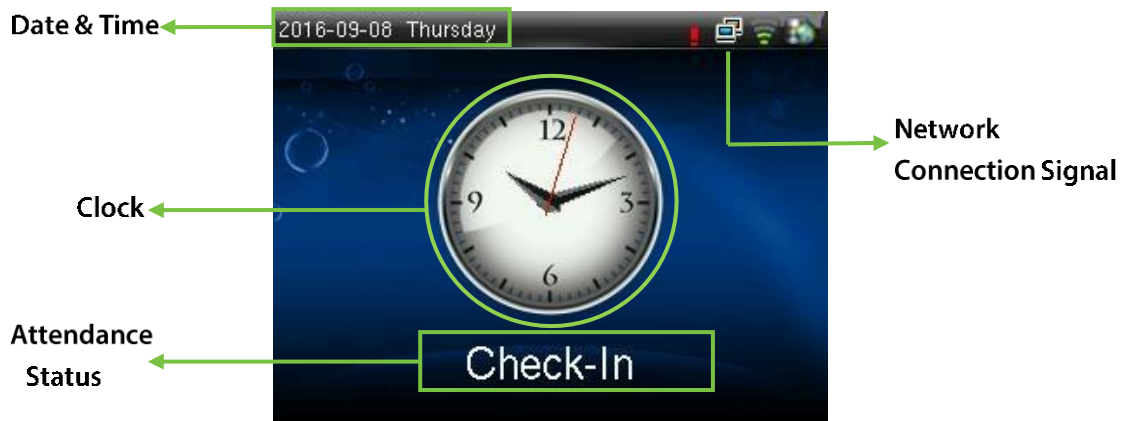 Date & Time
2016-09-08 Thursday
Network
Connection Signal
12
9
3
6
Clock
Attendance
Status
Check-In